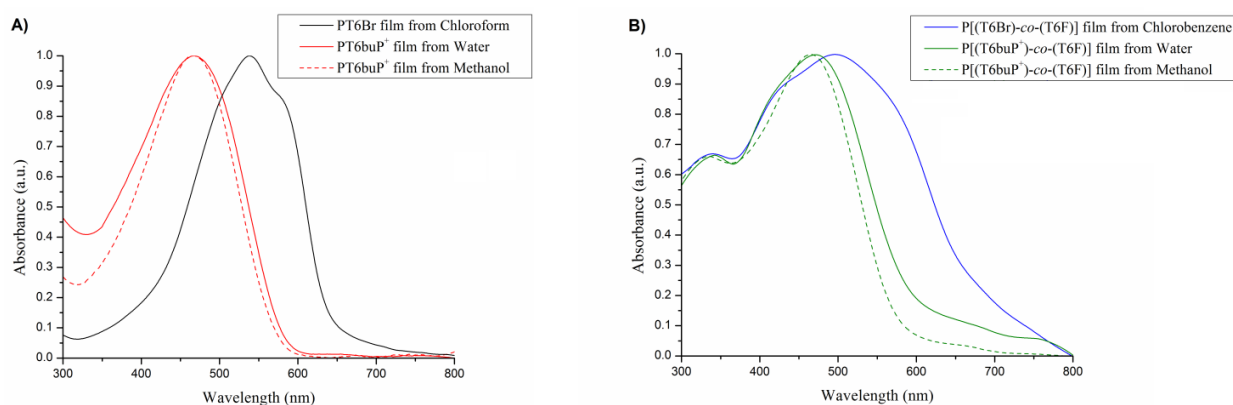 A)
PT6Br film from Chloroform
PT6buP+ film from Water
PT6buP+ film from Methanol
1.0
0.9
0.8
0.7
0.6
0.5
0.4
0.3
0.2
0.1
0.0
Absorbance (a.u.)
300 400 500 600 700 800
Wavelength (nm)
B)
P[(T6Br)-co-(T6F)] film from Chlorobenzene
P[(T6buP+)-co-(T6F)] film from Water
P[(T6buP+)-co-(T6F)] film from Methanol
1.0
0.9
0.8
0.7
0.6
0.5
0.4
0.3
0.2
0.1
0.0
Absorbance (a.u.)
300 400 500 600 700 800
Wavelength (nm)